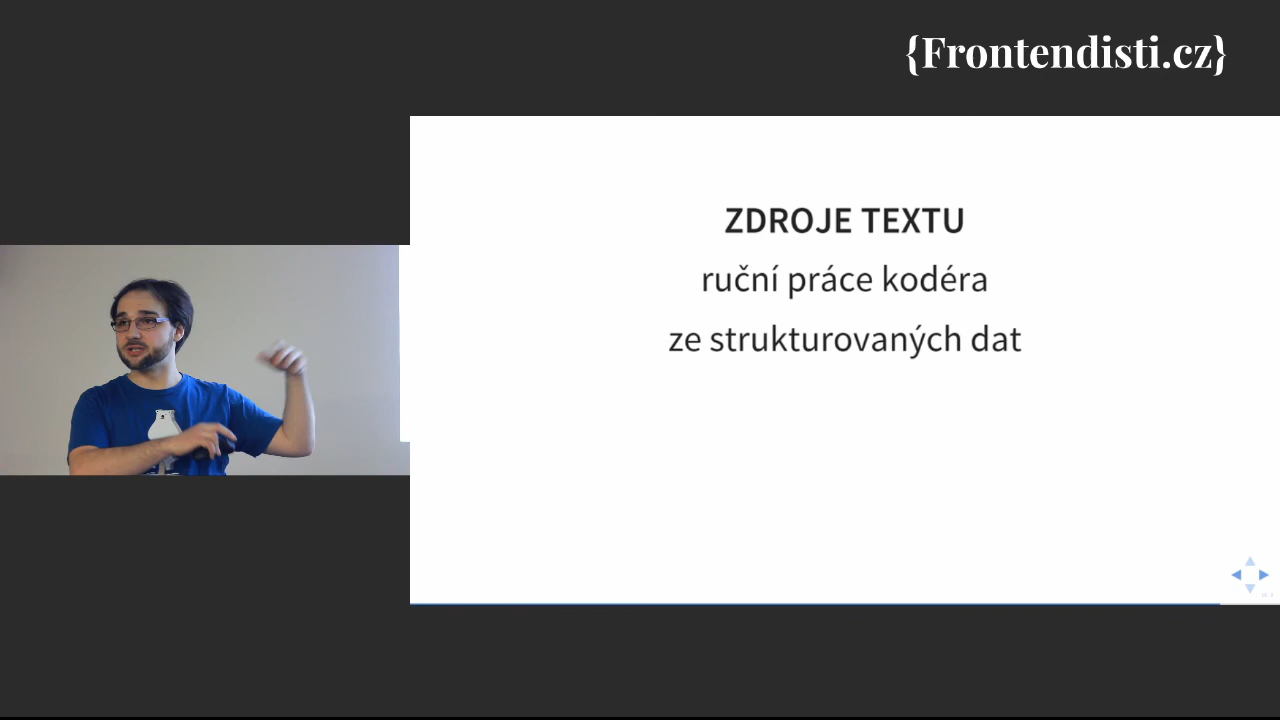 {Frontendisti.cz}
ZDROJE TEXTU
ruční práce kodéra
ze strukturovaných dat